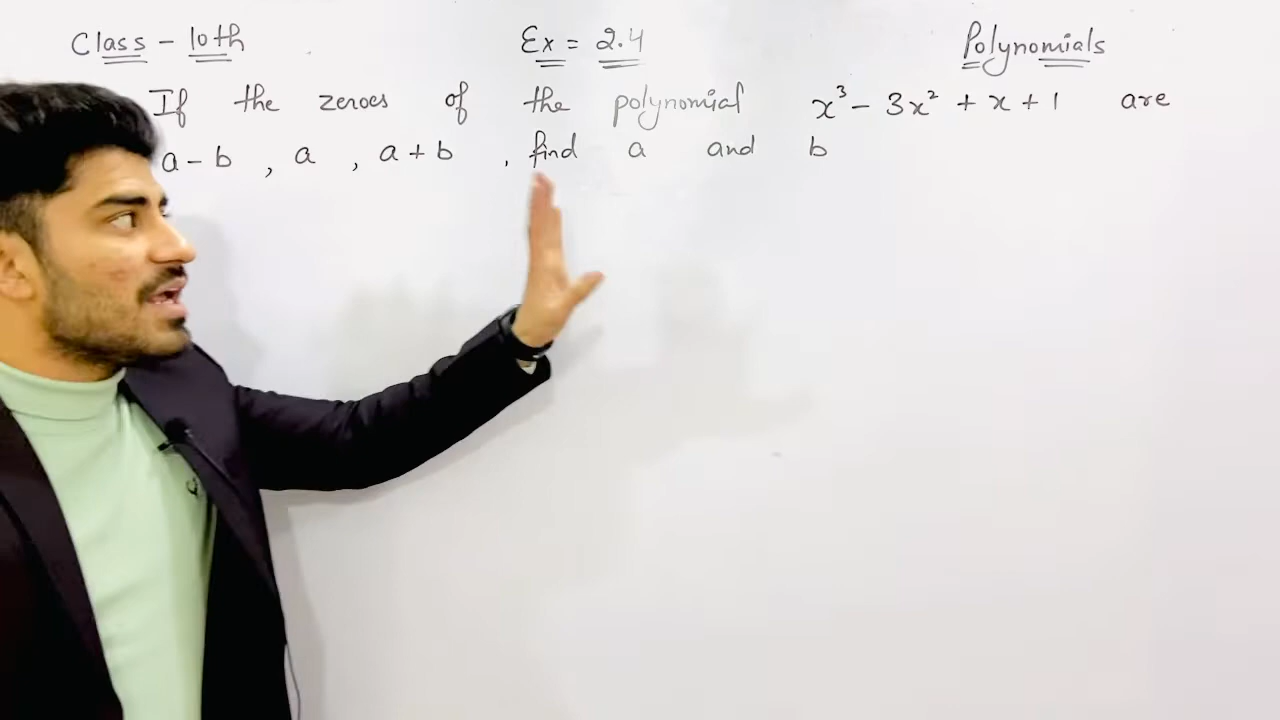 Class - 10th Ex = 2.4 Polynomials
If the zeroes of the polynomial x³ - 3x² + x + 1 are
a - b , a , a + b , find a and b